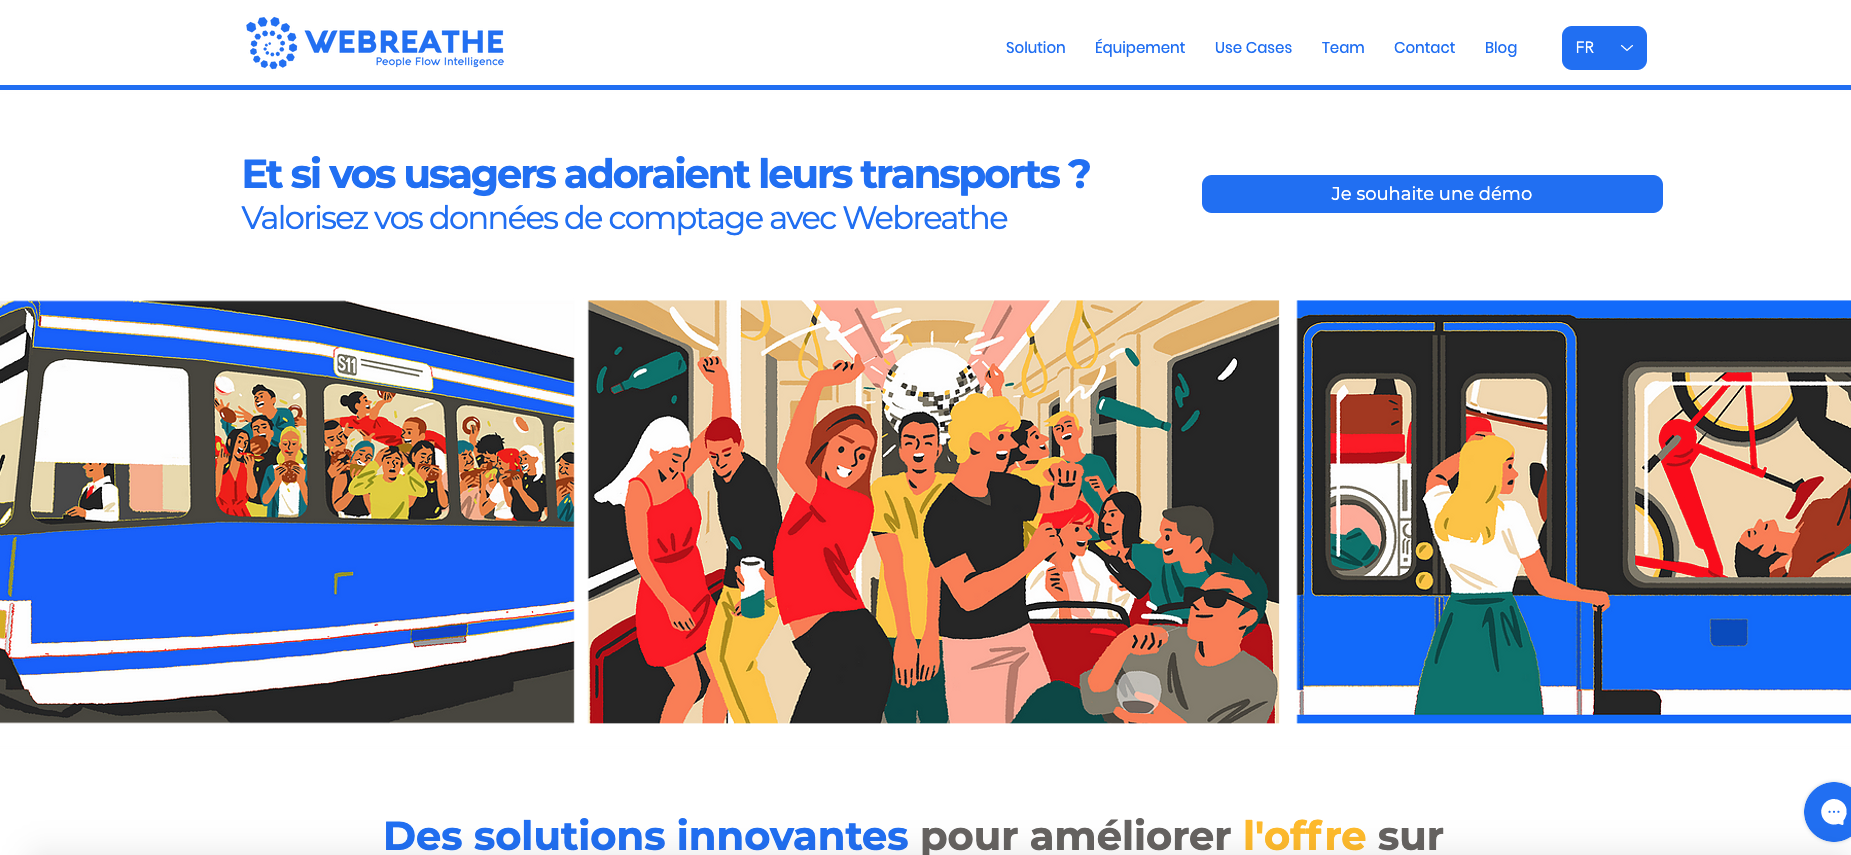 WEBREATHE
People Flow Intelligence
Solution
Équipement
Use Cases
Team
Contact
Blog
FR
Et si vos usagers adoraient leurs transports ?
Valorisez vos données de comptage avec Webreathe
Je souhaite une démo
S11
Des solutions innovantes pour améliorer l'offre sur